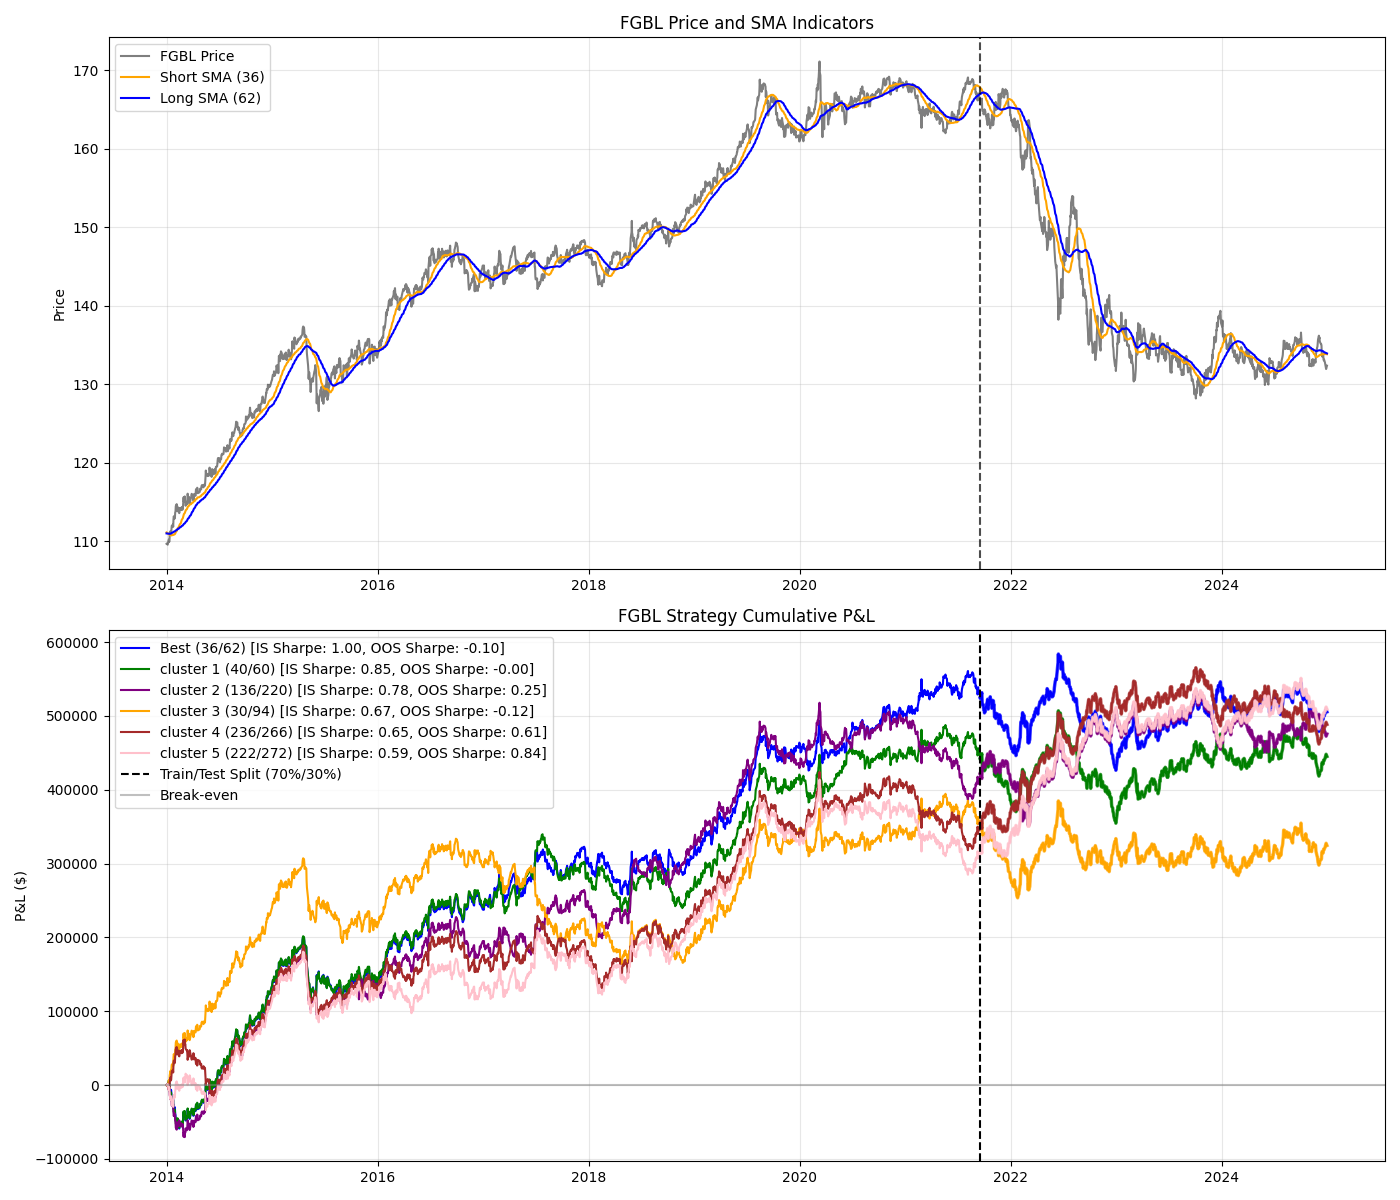 FGBL Price and SMA Indicators
FGBL Price
Short SMA (36)
Long SMA (62)
170
160
150
140
130
120
110
Price
2014
2016
2018
2020
2022
2024
FGBL Strategy Cumulative P&L
Best (36/62) [IS Sharpe: 1.00, OOS Sharpe: -0.10]
cluster 1 (40/60) [IS Sharpe: 0.85, OOS Sharpe: -0.00]
cluster 2 (136/220) [IS Sharpe: 0.78, OOS Sharpe: 0.25]
cluster 3 (30/94) [IS Sharpe: 0.67, OOS Sharpe: -0.12]
cluster 4 (236/266) [IS Sharpe: 0.65, OOS Sharpe: 0.61]
cluster 5 (222/272) [IS Sharpe: 0.59, OOS Sharpe: 0.84]
Train/Test Split (70%/30%)
Break-even
600000
500000
400000
300000
200000
100000
0
−100000
P&L ($)
2014
2016
2018
2020
2022
2024